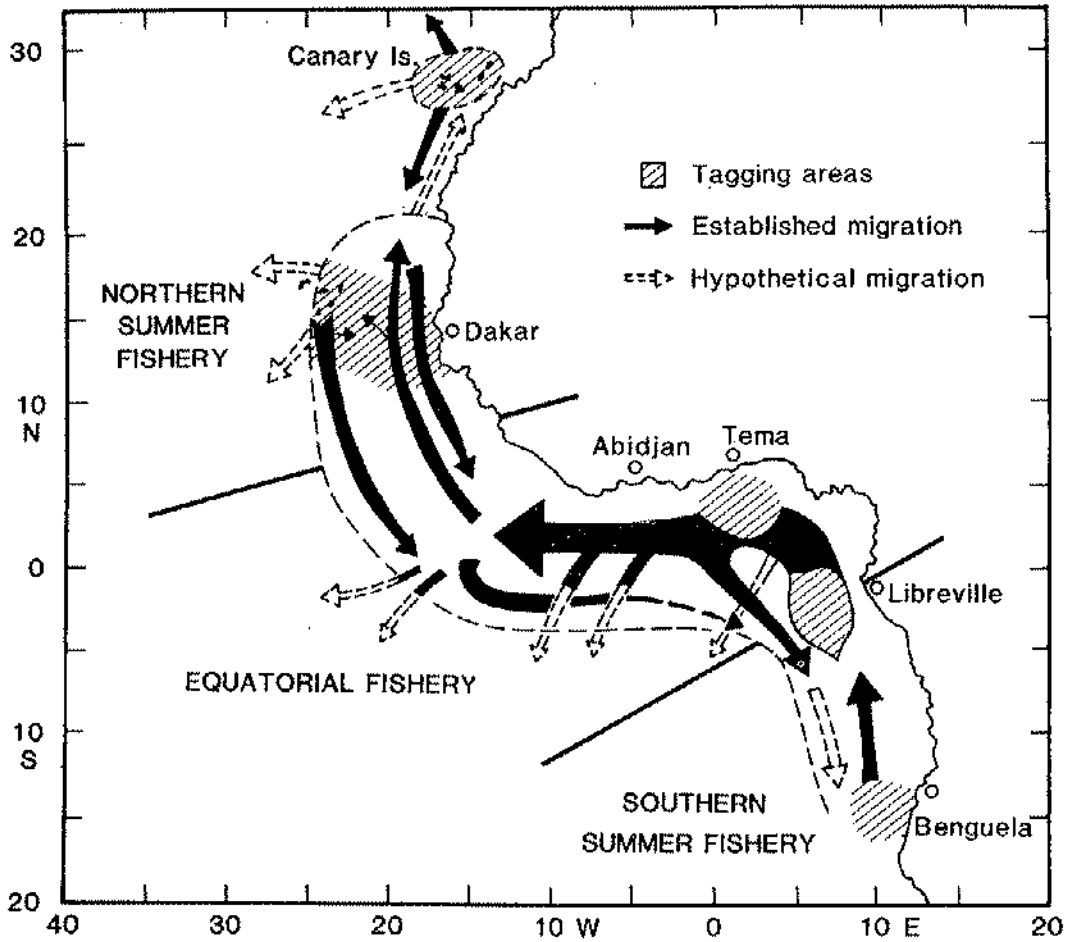 30
Canary Is.
Tagging areas
Established migration
Hypothetical migration
20
NORTHERN
SUMMER
FISHERY
Dakar
10
N
Abidjan
Tema
0
Libreville
EQUATORIAL FISHERY
10
S
SOUTHERN
SUMMER FISHERY
Benguela
20
40 30 20 10 W 0 10 E 20